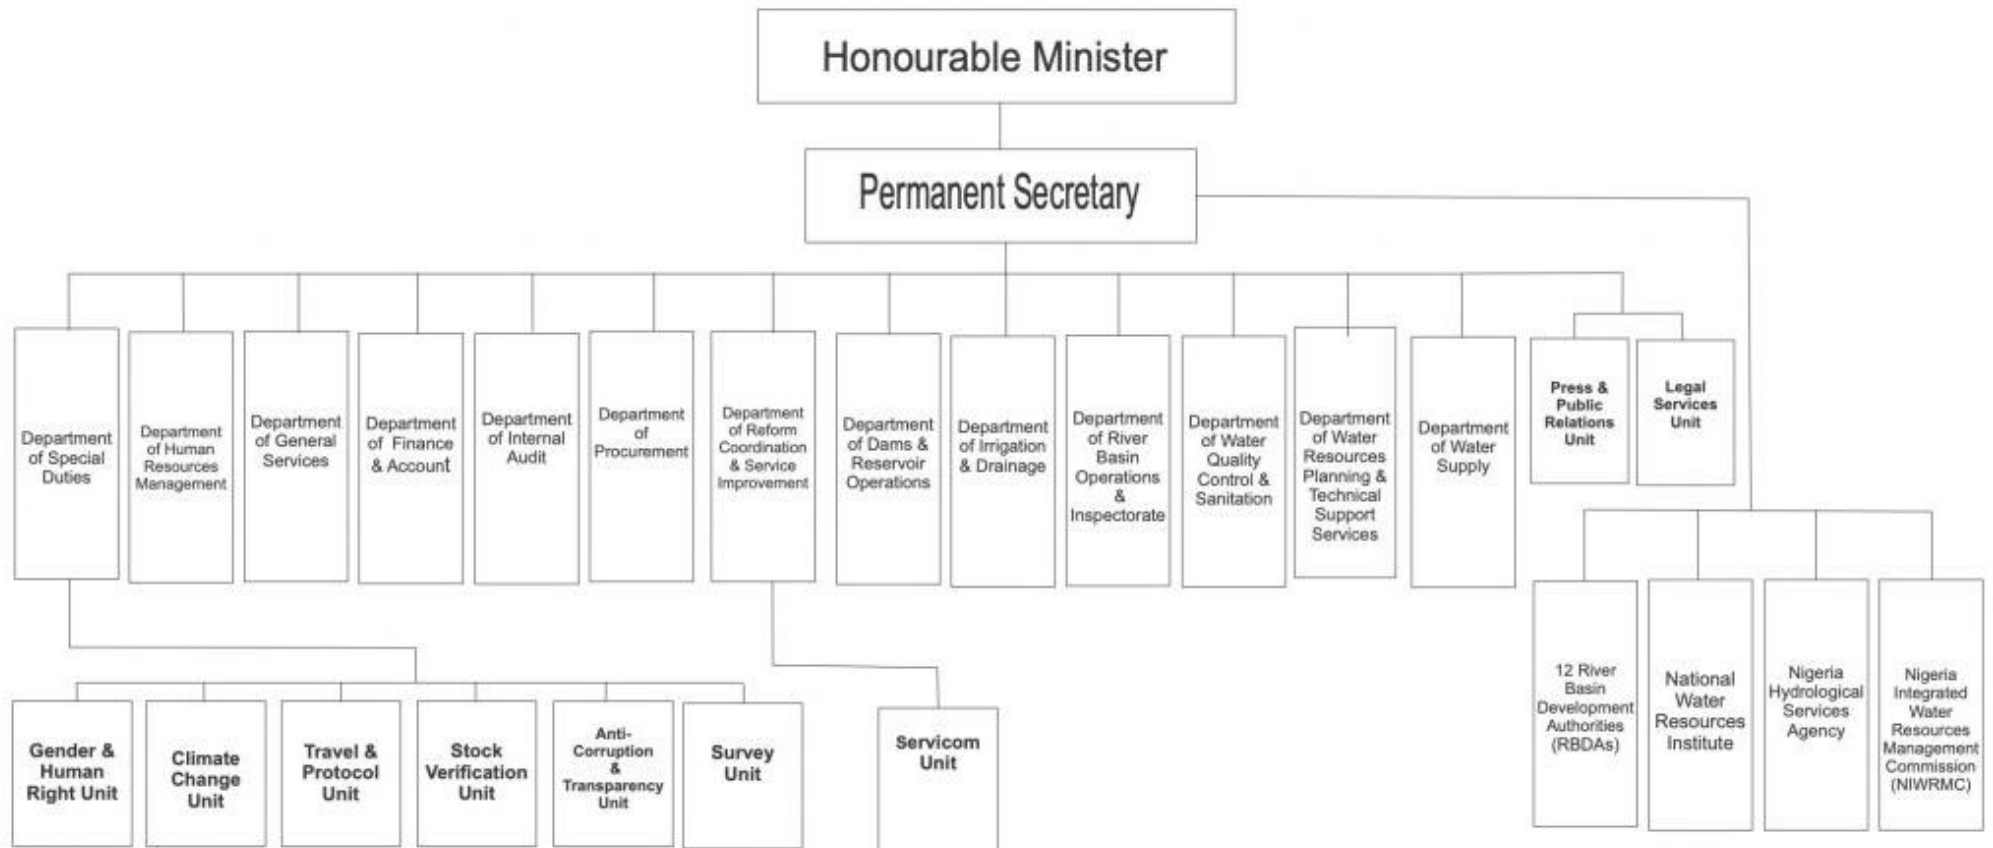 Honourable Minister
Permanent Secretary
Department
of Special
Duties
Department
of Human
Resources
Management
Department
of General
Services
Department
of Finance
& Account
Department
of Internal
Audit
Department
of
Procurement
Department
of Reform
Coordination
& Service
Improvement
Department
of Dams &
Reservoir
Operations
Department
of Irrigation
& Drainage
Department
of River
Basin
Operations
&
Inspectorate
Department
of Water
Quality
Control &
Sanitation
Department
of Water
Resources
Planning &
Technical
Support
Services
Department
of Water
Supply
Press &
Public
Relations
Unit
Legal
Services
Unit
Gender &
Human
Right Unit
Climate
Change
Unit
Travel &
Protocol
Unit
Stock
Verification
Unit
Anti-
Corruption
&
Transparency
Unit
Survey
Unit
Servicom
Unit
12 River
Basin
Development
Authorities
(RBDAs)
National
Water
Resources
Institute
Nigeria
Hydrological
Services
Agency
Nigeria
Integrated
Water
Resources
Management
Commission
(NIWRMC)